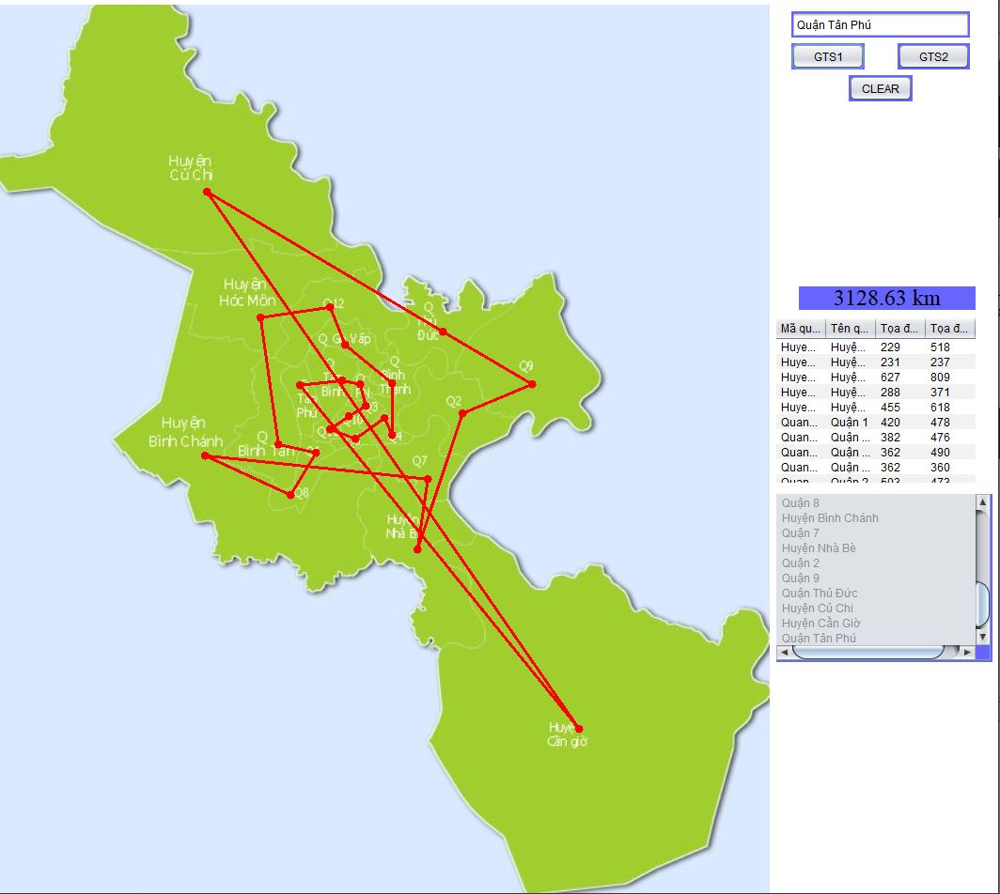 Quận Tân Phú
GTS1
GTS2
CLEAR
Huyện
Củ Chi
Huyện
Hóc Môn
Q12
Q
Đức
Q Gò Vấp
Q
Bình
Thạnh
Q9
Q
Bình
Q
Tân
Phú
Q3
Q2
Q10
Q4
Huyện
Bình Chánh
Q
Bình Tân
Q7
Q8
Huyện
Nhà B
Huyệ
Cần giờ
3128.63 km
Mã qu... Tên q... Tọa đ... Tọa đ...
Huye... Huyệ... 229 518
Huye... Huyệ... 231 237
Huye... Huyệ... 627 809
Huye... Huyệ... 288 371
Huye... Huyệ... 455 618
Quan... Quận 1 420 478
Quan... Quận ... 382 476
Quan... Quận ... 362 490
Quan... Quận ... 362 360
Quan... Quận 2 503 473
Quận 8
Huyện Bình Chánh
Quận 7
Huyện Nhà Bè
Quận 2
Quận 9
Quận Thủ Đức
Huyện Củ Chi
Huyện Cần Giờ
Quận Tân Phú